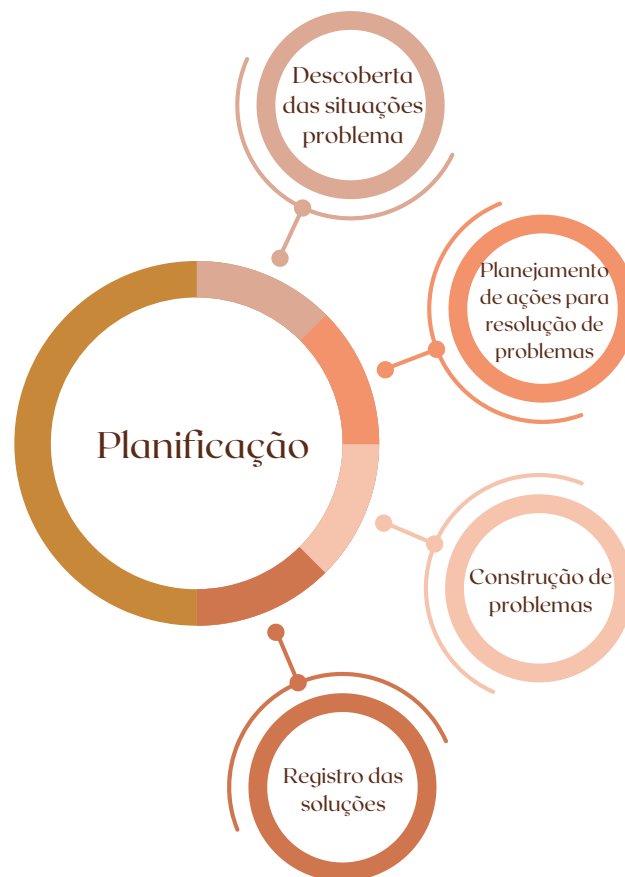 Descoberta
das situações
problema
Planejamento
de ações para
resolução de
problemas
Planificação
Construção de
problemas
Registro das
soluções